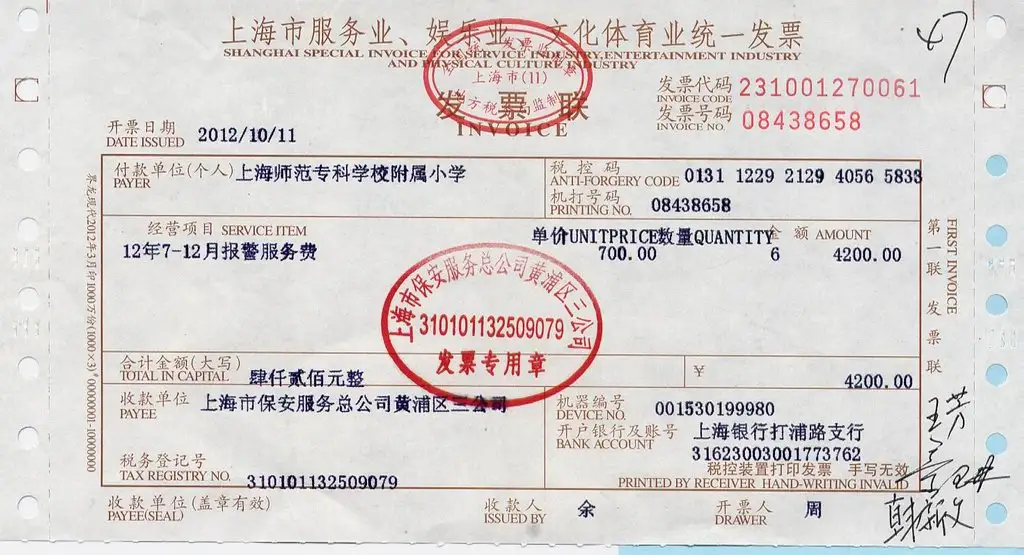 上海市服务业、娱乐业、文化体育业统一发票
SHANGHAI SPECIAL INVOICE FOR SERVICE INDUSTRY,ENTERTAINMENT INDUSTRY
AND PHYSICAL CULTURE INDUSTRY
47
上海市(11)
地方税务局监制
发票联
INVOICE
发票代码 231001270061
INVOICE CODE
发票号码 08438658
INVOICE NO.
开票日期 2012/10/11
DATE ISSUED
付款单位(个人) 上海师范专科学校附属小学
PAYER
税控码 0131 1229 2129 4056 5833
ANTI-FORGERY CODE
机打号码 08438658
PRINTING NO.
经营项目 SERVICE ITEM
单价UNITPRICE数量QUANTITY 金额 AMOUNT
12年7-12月报警服务费 700.00 6 4200.00
上海市保安服务总公司黄浦区三公司
310101132509079
发票专用章
合计金额(大写) 肆仟贰佰元整
TOTAL IN CAPITAL
¥ 4200.00
收款单位 上海市保安服务总公司黄浦区三公司
PAYEE
机器编号 001530199980
DEVICE NO.
开户银行及账号 上海银行打浦路支行
BANK ACCOUNT 31623003001773762
税务登记号
TAX REGISTRY NO. 310101132509079
税控装置打印发票 手写无效
PRINTED BY RECEIVER HAND-WRITING INVALID
收款单位(盖章有效)
PAYEE(SEAL)
收款人 余
ISSUED BY
开票人 周
DRAWER
FIRST INVOICE
第一联发票联
王芳